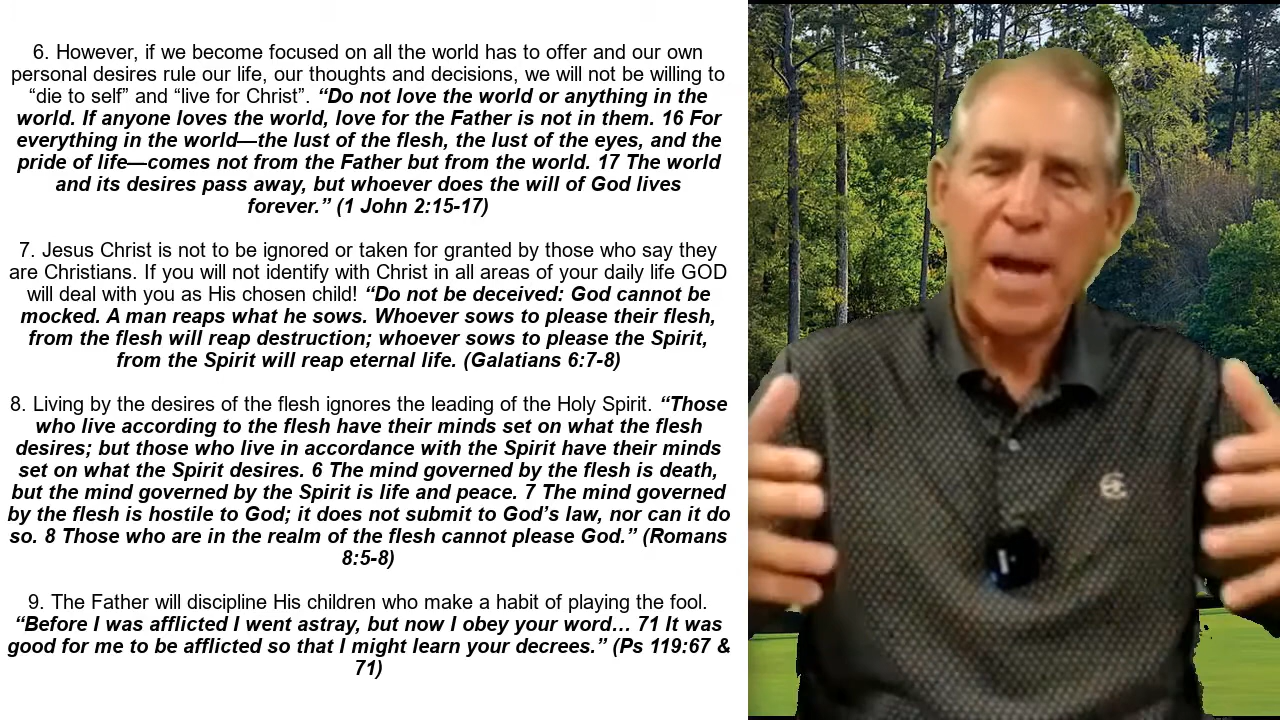 6. However, if we become focused on all the world has to offer and our own
personal desires rule our life, our thoughts and decisions, we will not be willing to
“die to self” and “live for Christ”. “Do not love the world or anything in the
world. If anyone loves the world, love for the Father is not in them. 16 For
everything in the world—the lust of the flesh, the lust of the eyes, and the
pride of life—comes not from the Father but from the world. 17 The world
and its desires pass away, but whoever does the will of God lives
forever.” (1 John 2:15-17)
7. Jesus Christ is not to be ignored or taken for granted by those who say they
are Christians. If you will not identify with Christ in all areas of your daily life GOD
will deal with you as His chosen child! “Do not be deceived: God cannot be
mocked. A man reaps what he sows. Whoever sows to please their flesh,
from the flesh will reap destruction; whoever sows to please the Spirit,
from the Spirit will reap eternal life. (Galatians 6:7-8)
8. Living by the desires of the flesh ignores the leading of the Holy Spirit. “Those
who live according to the flesh have their minds set on what the flesh
desires; but those who live in accordance with the Spirit have their minds
set on what the Spirit desires. 6 The mind governed by the flesh is death,
but the mind governed by the Spirit is life and peace. 7 The mind governed
by the flesh is hostile to God; it does not submit to God’s law, nor can it do
so. 8 Those who are in the realm of the flesh cannot please God.” (Romans
8:5-8)
9. The Father will discipline His children who make a habit of playing the fool.
“Before I was afflicted I went astray, but now I obey your word… 71 It was
good for me to be afflicted so that I might learn your decrees.” (Ps 119:67 &
71)